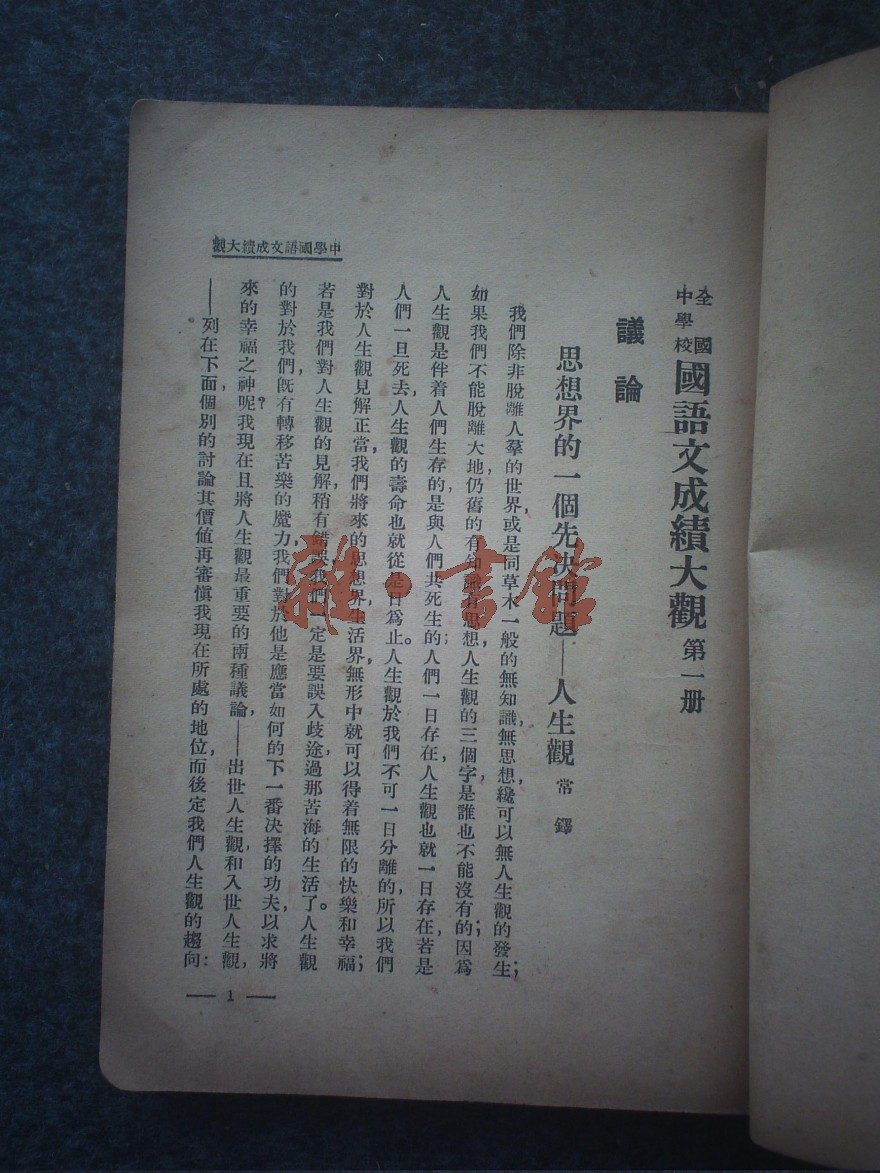 全國
中學校
國語文成績大觀 第一册
議論
思想界的一個先決問題——人生觀 常鐸
我們除非脫離人羣的世界，或是同草木一般的無知識，無思想，纔可以無人生觀的發生；
如果我們不能脫離大地，仍舊的有知識有思想，人生觀的三個字，是誰也不能沒有的；因爲
人生觀是伴着人們生存的，是與人們共死生的；人們一日存在，人生觀也就一日存在，若是
人們一旦死去，人生觀的壽命也就從是日爲止。人生觀於我們不可一日分離的，所以我們
對於人生觀見解正當，我們將來的思想界，生活界，無形中就可以得着無限的快樂和幸福；
若是我們對人生觀的見解，稍有錯誤，我們一定是要誤入歧途，過那苦海的生活了。人生觀
的對於我們，旣有轉移苦樂的魔力，我們對於他是應當如何的下一番決擇的功夫，以求將
來的幸福之神呢？我現在且將人生觀最重要的兩種議論，——出世人生觀，和入世人生觀，
——列在下面，個別的討論其價値，再審愼我現在所處的地位，而後定我們人生觀的趨向：
中學國語文成績大觀
— 1 —
雜·書館